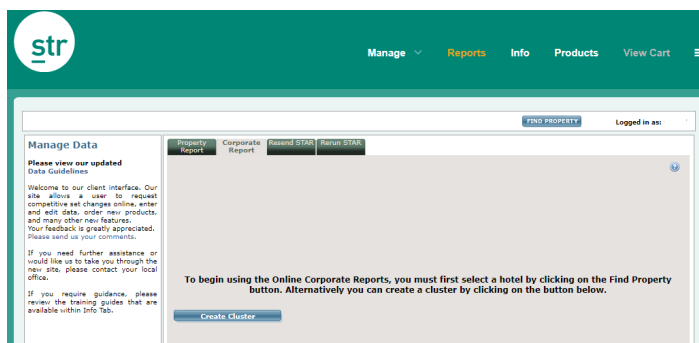 str
Manage Reports Info Products View Cart
FIND PROPERTY Logged in as:
Manage Data
Please view our updated
Data Guidelines
Welcome to our client interface. Our
site allows a user to request
competitive set changes online, enter
and edit data, order new products,
and many other new features.
Your feedback is greatly appreciated.
Please send us your comments.
If you need further assistance or
would like us to take you through the
new site, please contact your local
office.
If you require guidance, please
review the training guides that are
available within Info Tab.
Property
Report
Corporate
Report
Resend STAR
Rerun STAR
To begin using the Online Corporate Reports, you must first select a hotel by clicking on the Find Property
button. Alternatively you can create a cluster by clicking on the button below.
Create Cluster